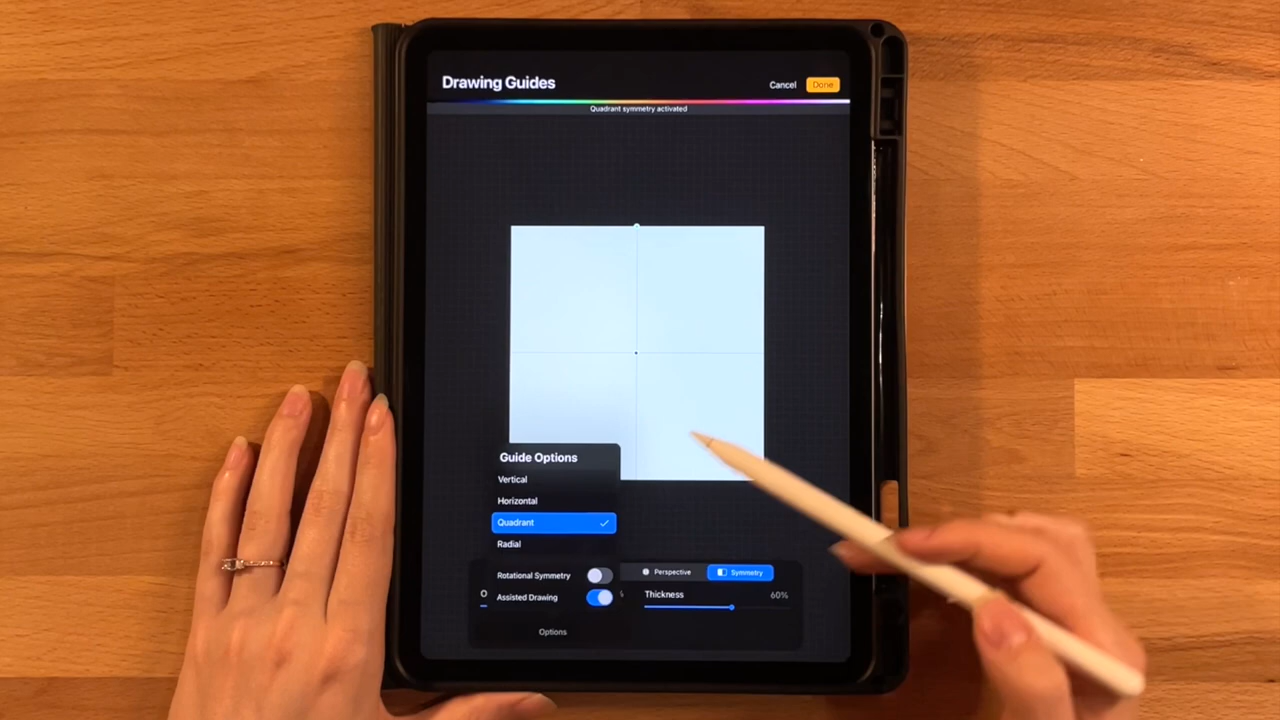 Drawing Guides
Cancel
Done
Quadrant symmetry activated
Guide Options
Vertical
Horizontal
Quadrant
Radial
Rotational Symmetry
Assisted Drawing
Perspective
Symmetry
O
%
Thickness
60%
Options